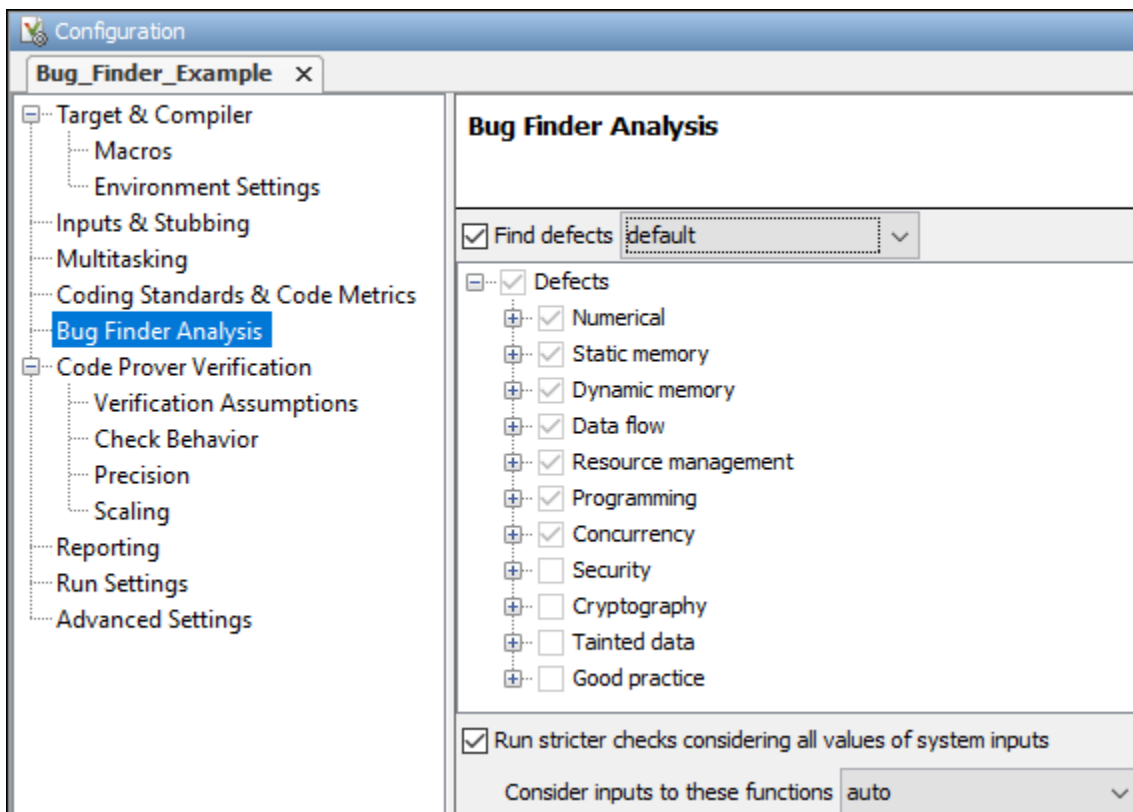 Configuration
Bug_Finder_Example X
Target & Compiler
Macros
Environment Settings
Inputs & Stubbing
Multitasking
Coding Standards & Code Metrics
Bug Finder Analysis
Code Prover Verification
Verification Assumptions
Check Behavior
Precision
Scaling
Reporting
Run Settings
Advanced Settings
Bug Finder Analysis
Find defects default
Defects
Numerical
Static memory
Dynamic memory
Data flow
Resource management
Programming
Concurrency
Security
Cryptography
Tainted data
Good practice
Run stricter checks considering all values of system inputs
Consider inputs to these functions auto